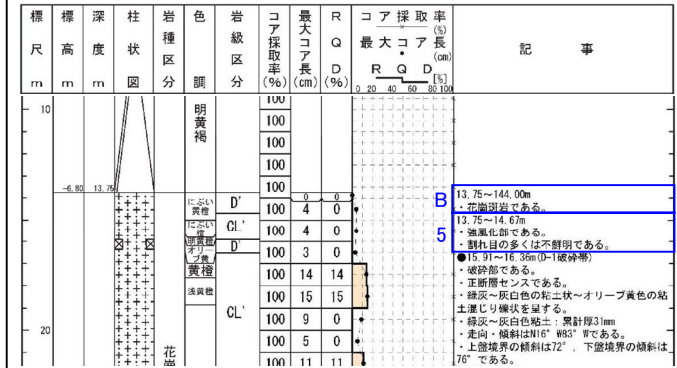 標尺m
標高m
深度m
柱状図
岩種区分
色調
岩級区分
コア採取率(%)
最大コア長(cm)
RQD(%)
コア採取率(%)
最大コア長(cm)
RQD[%]
0 20 40 60 80 100
記事
10
明黄褐
100
100
100
100
-6.80 13.75
100
0 0
にぶい黄橙
D'
100 4 0
にぶい橙
CL'
100 4 0
明黄褐
D'
オリーブ黄
100 3 0
黄橙
CL'
100 14 14
浅黄橙
100 15 15
100 9 0
20
100 5 0
花崗
100 11 11
B
13.75～144.00m
・花崗斑岩である。
5
13.75～14.67m
・強風化部である。
・割れ目の多くは不鮮明である。
●15.91～16.36m(D-1破砕帯)
・破砕部である。
・正断層センスである。
・緑灰～灰白色の粘土状～オリーブ黄色の粘
土混じり礫状を呈する。
・緑灰～灰白色粘土：累計厚31mm
・走向・傾斜はN16°W83°Wである。
・上盤境界の傾斜は72°，下盤境界の傾斜は
76°である。